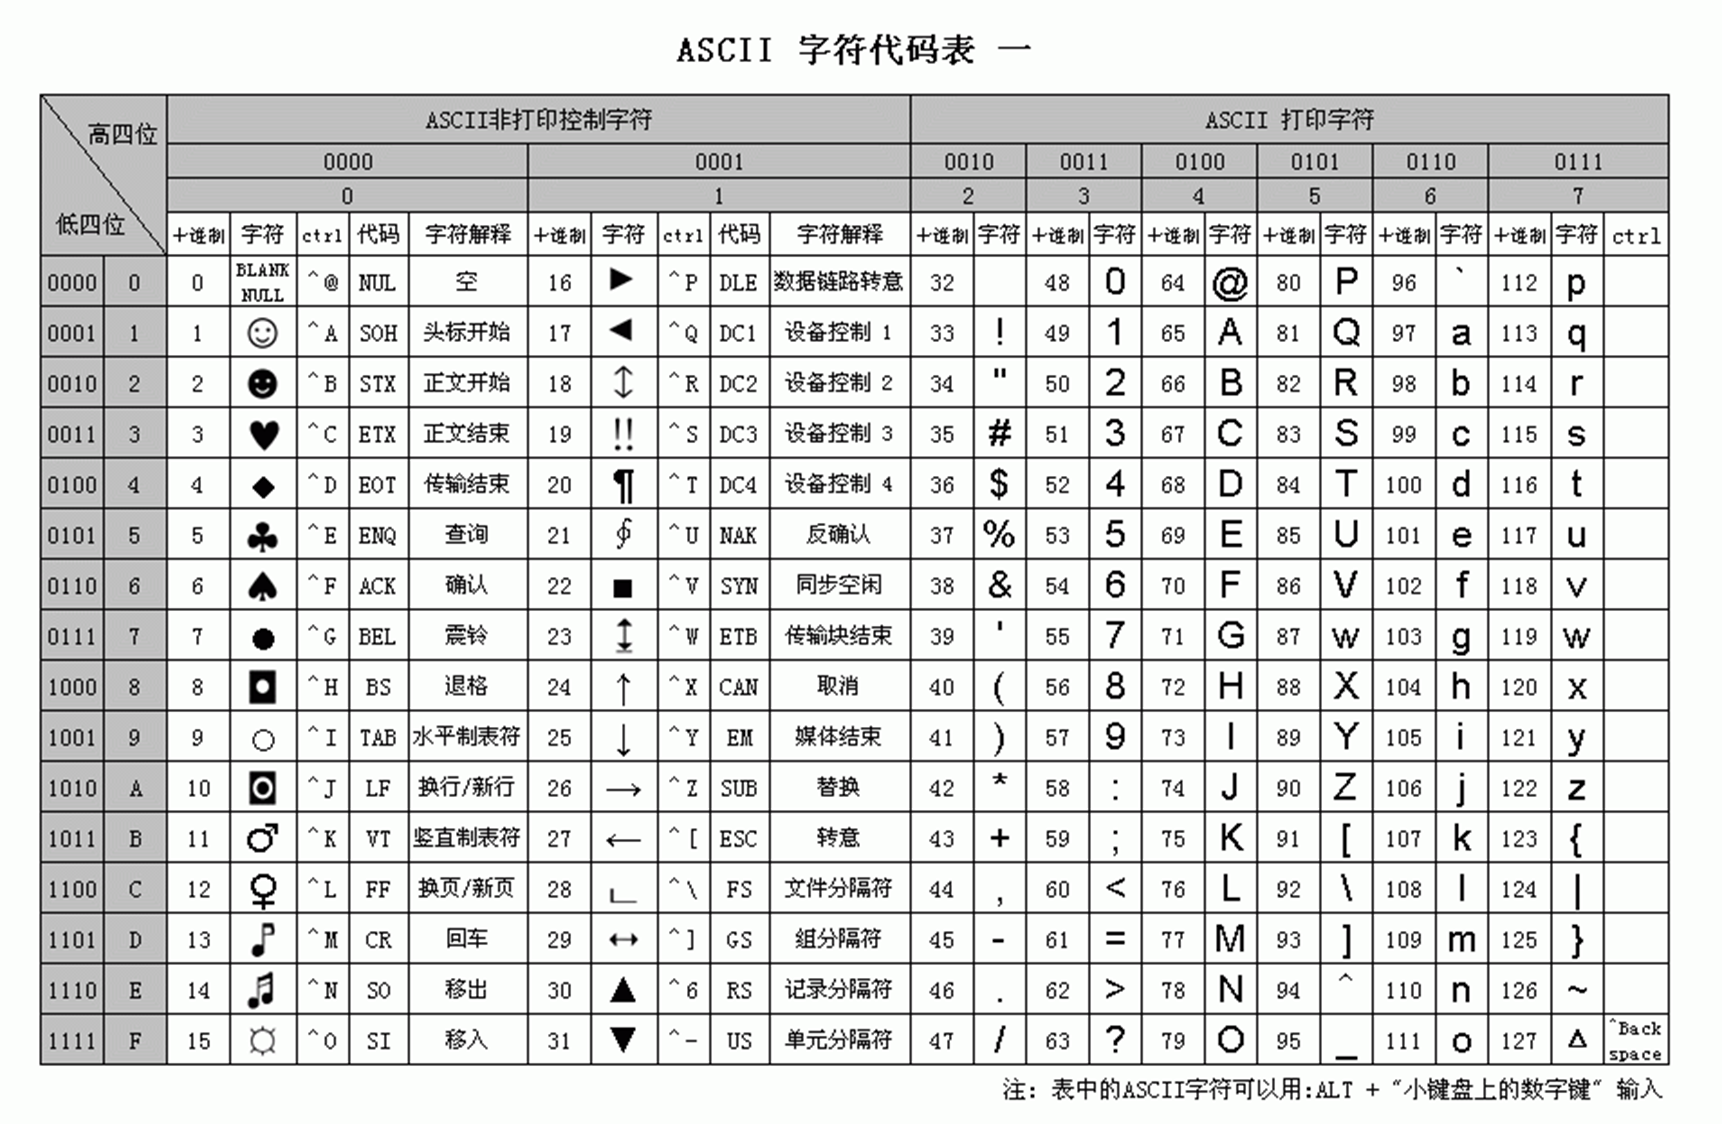 ASCII 字符代码表 一
高四位 ASCII非打印控制字符 ASCII 打印字符
0000 0001 0010 0011 0100 0101 0110 0111
0 1 2 3 4 5 6 7
低四位 十进制 字符 ctrl 代码 字符解释 十进制 字符 ctrl 代码 字符解释 十进制 字符 十进制 字符 十进制 字符 十进制 字符 十进制 字符 十进制 字符 ctrl
0000 0 0 BLANK NULL ^@ NUL 空 16 ► ^P DLE 数据链路转意 32 48 0 64 @ 80 P 96 ` 112 p
0001 1 1 ☺ ^A SOH 头标开始 17 ◄ ^Q DC1 设备控制 1 33 ! 49 1 65 A 81 Q 97 a 113 q
0010 2 2 ☻ ^B STX 正文开始 18 ↕ ^R DC2 设备控制 2 34 " 50 2 66 B 82 R 98 b 114 r
0011 3 3 ♥ ^C ETX 正文结束 19 ‼ ^S DC3 设备控制 3 35 # 51 3 67 C 83 S 99 c 115 s
0100 4 4 ♦ ^D EOT 传输结束 20 ¶ ^T DC4 设备控制 4 36 $ 52 4 68 D 84 T 100 d 116 t
0101 5 5 ♣ ^E ENQ 查询 21 ∮ ^U NAK 反确认 37 % 53 5 69 E 85 U 101 e 117 u
0110 6 6 ♠ ^F ACK 确认 22 ■ ^V SYN 同步空闲 38 & 54 6 70 F 86 V 102 f 118 v
0111 7 7 ● ^G BEL 震铃 23 ↨ ^W ETB 传输块结束 39 ' 55 7 71 G 87 w 103 g 119 w
1000 8 8 ◘ ^H BS 退格 24 ↑ ^X CAN 取消 40 ( 56 8 72 H 88 X 104 h 120 x
1001 9 9 ○ ^I TAB 水平制表符 25 ↓ ^Y EM 媒体结束 41 ) 57 9 73 I 89 Y 105 i 121 y
1010 A 10 ◙ ^J LF 换行/新行 26 → ^Z SUB 替换 42 * 58 : 74 J 90 Z 106 j 122 z
1011 B 11 ♂ ^K VT 竖直制表符 27 ← ^[ ESC 转意 43 + 59 ; 75 K 91 [ 107 k 123 {
1100 C 12 ♀ ^L FF 换页/新页 28 ∟ ^\ FS 文件分隔符 44 , 60 < 76 L 92 \ 108 l 124 |
1101 D 13 ♪ ^M CR 回车 29 ↔ ^] GS 组分隔符 45 - 61 = 77 M 93 ] 109 m 125 }
1110 E 14 ♫ ^N SO 移出 30 ▲ ^6 RS 记录分隔符 46 . 62 > 78 N 94 ^ 110 n 126 ~
1111 F 15 ☼ ^O SI 移入 31 ▼ ^- US 单元分隔符 47 / 63 ? 79 O 95 _ 111 o 127 Δ ^Back space
注: 表中的ASCII字符可以用:ALT + "小键盘上的数字键" 输入